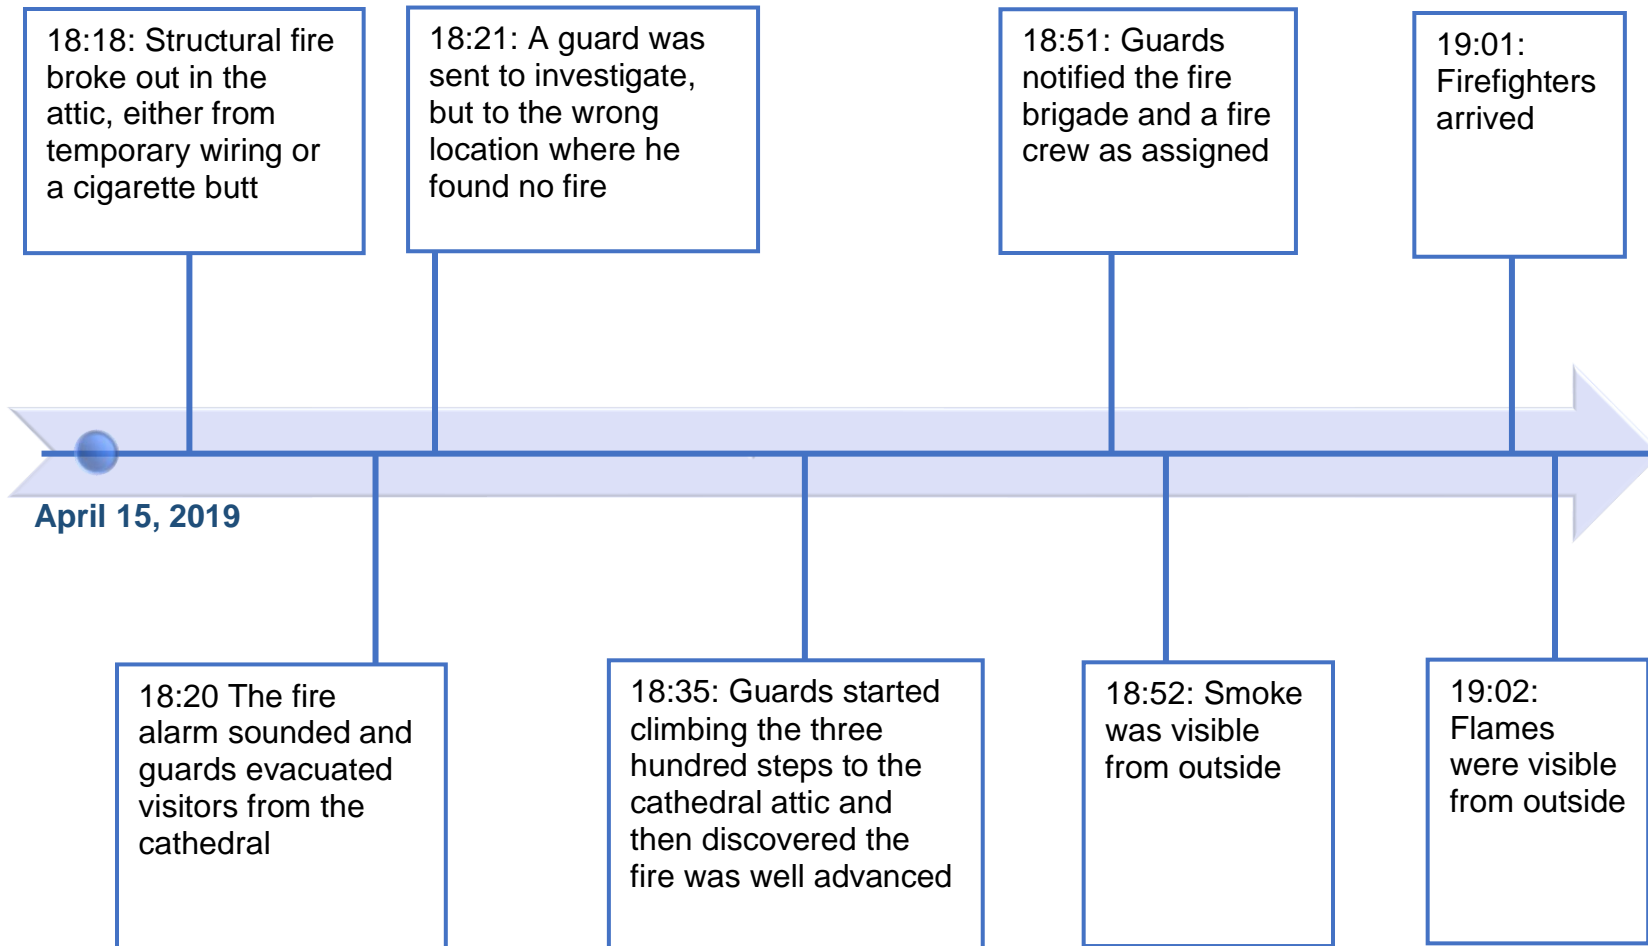 18:18: Structural fire
broke out in the
attic, either from
temporary wiring or
a cigarette butt
18:21: A guard was
sent to investigate,
but to the wrong
location where he
found no fire
18:51: Guards
notified the fire
brigade and a fire
crew as assigned
19:01:
Firefighters
arrived
April 15, 2019
18:20 The fire
alarm sounded and
guards evacuated
visitors from the
cathedral
18:35: Guards started
climbing the three
hundred steps to the
cathedral attic and
then discovered the
fire was well advanced
18:52: Smoke
was visible
from outside
19:02:
Flames
were visible
from outside